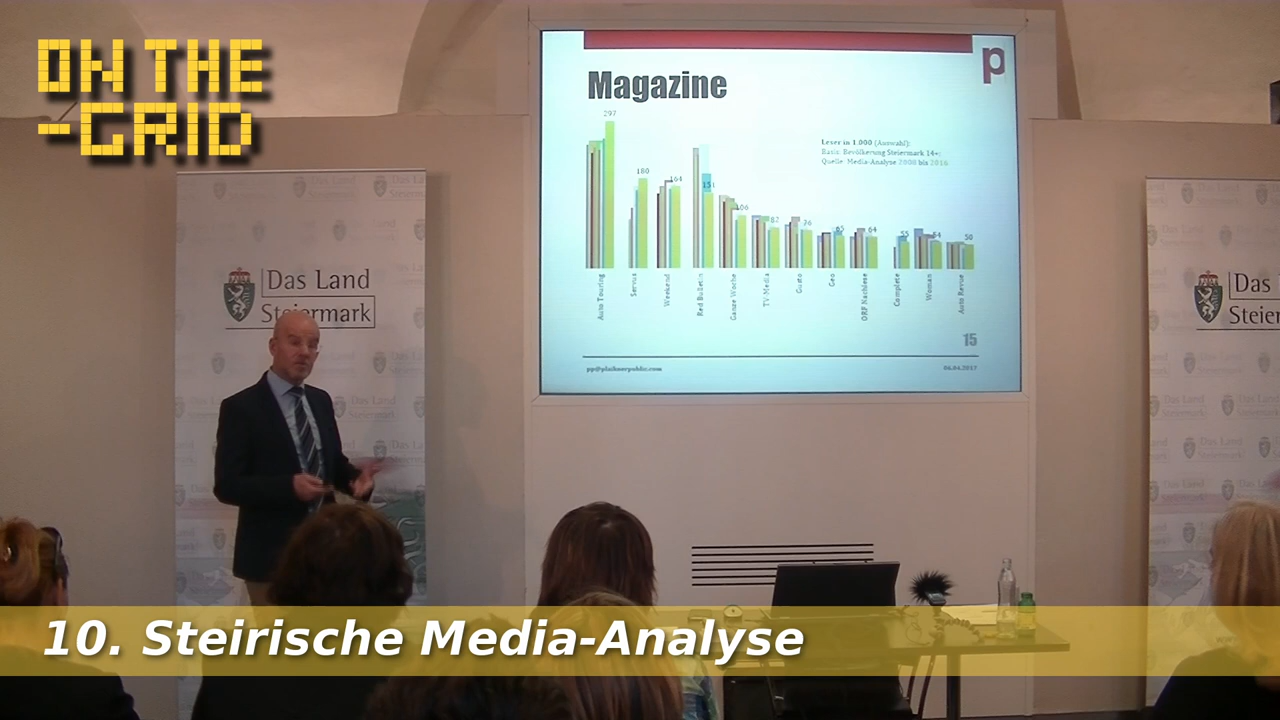 ON THE
-GRID
Magazine
p
297
180
164
151
106
87
76
65
64
55
54
50
Leser in 1.000 (Auswahl):
Basis: Bevölkerung Steiermark 14+;
Quelle: Media-Analyse 2008 bis 2016
Auto Touring
Servus
Weekend
Red Bulletin
Ganze Woche
TV Media
Gusto
Geo
ORF Nachlese
Complete
Woman
Auto Revue
15
pp@plaiknerpublic.com
06.04.2017
Das Land
Steiermark
Das
Steier
10. Steirische Media-Analyse